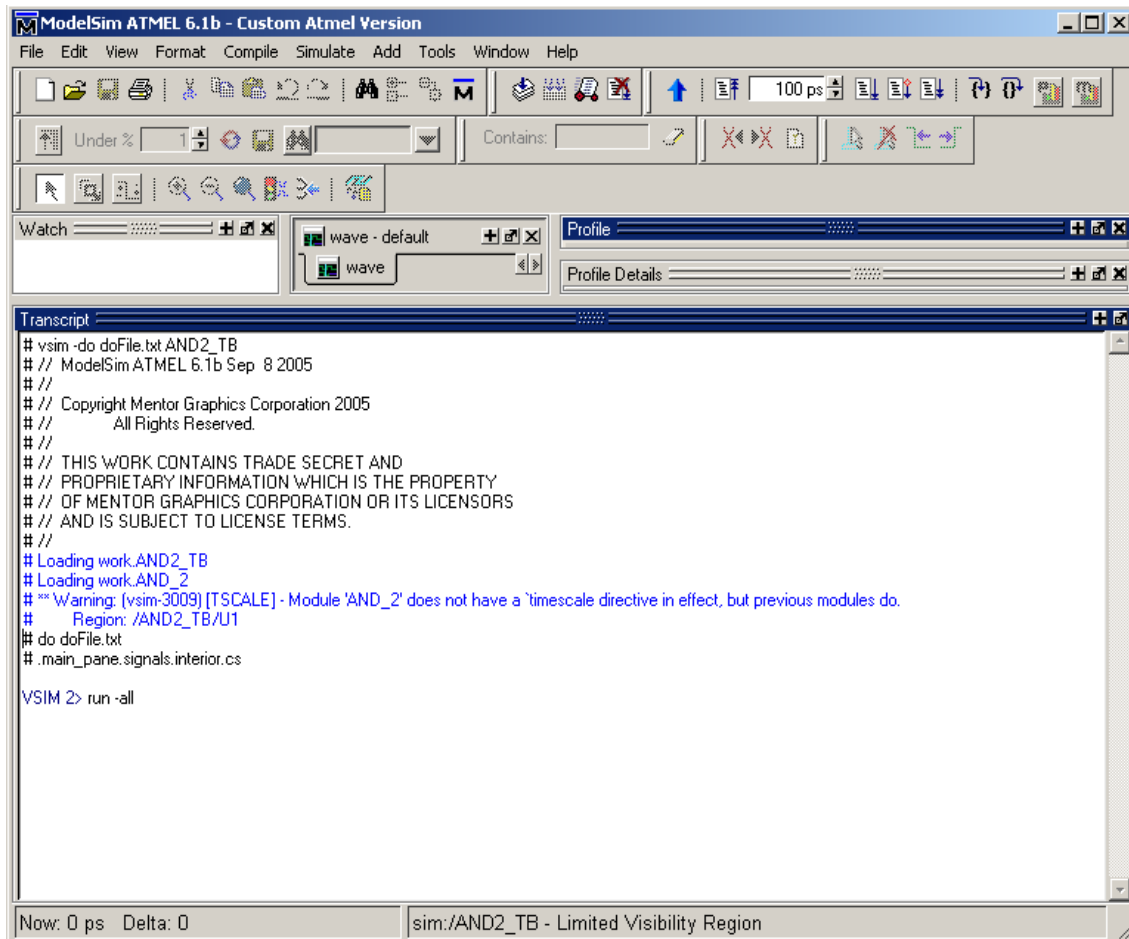 ModelSim ATMEL 6.1b - Custom Atmel Version
File Edit View Format Compile Simulate Add Tools Window Help
100 ps
Under % 1 Contains:
Watch
wave - default
wave
Profile
Profile Details
Transcript
# vsim -do doFile.txt AND2_TB
# // ModelSim ATMEL 6.1b Sep 8 2005
# //
# // Copyright Mentor Graphics Corporation 2005
# // All Rights Reserved.
# //
# // THIS WORK CONTAINS TRADE SECRET AND
# // PROPRIETARY INFORMATION WHICH IS THE PROPERTY
# // OF MENTOR GRAPHICS CORPORATION OR ITS LICENSORS
# // AND IS SUBJECT TO LICENSE TERMS.
# //
# Loading work.AND2_TB
# Loading work.AND_2
# ** Warning: (vsim-3009) [TSCALE] - Module 'AND_2' does not have a `timescale directive in effect, but previous modules do.
# Region: /AND2_TB/U1
# do doFile.txt
# .main_pane.signals.interior.cs
VSIM 2> run -all
Now: 0 ps Delta: 0
sim:/AND2_TB - Limited Visibility Region